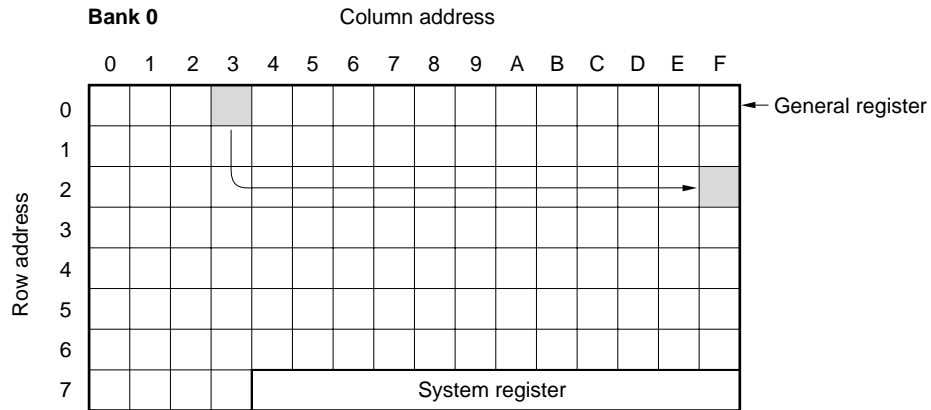 Bank 0 Column address
0 1 2 3 4 5 6 7 8 9 A B C D E F
0 General register
1
2
3
4
5
6
Row address
7 System register